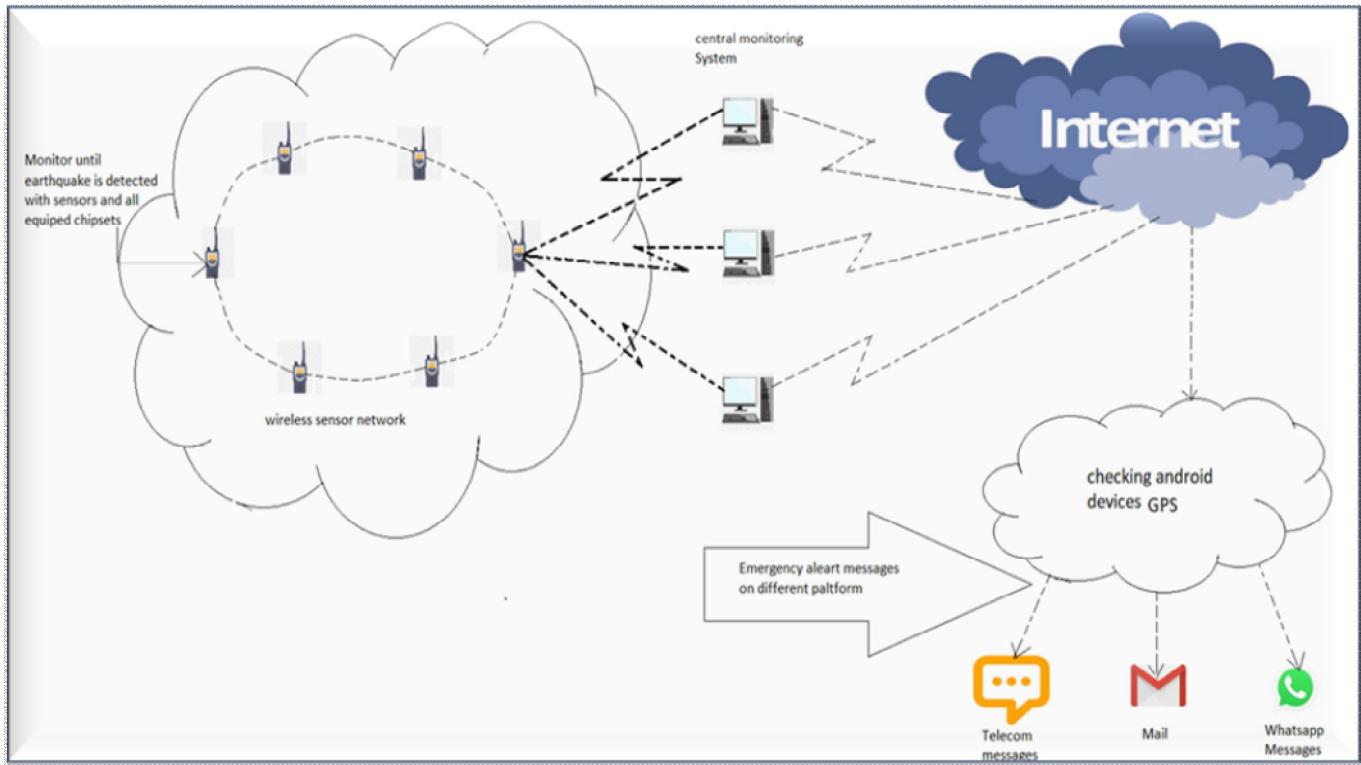 central monitoring
System
Internet
Monitor until
earthquake is detected
with sensors and all
equiped chipsets
wireless sensor network
checking android
devices GPS
Emergency aleart messages
on different paltform
Telecom
messages
Mail
Whatsapp
Messages